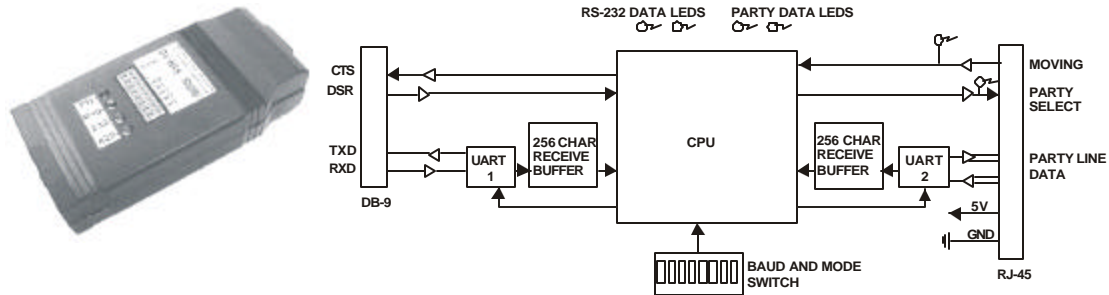 RS-232 DATA LEDS
PARTY DATA LEDS
CTS
DSR
TXD
RXD
DB-9
UART
1
256 CHAR
RECEIVE
BUFFER
CPU
256 CHAR
RECEIVE
BUFFER
UART
2
MOVING
PARTY
SELECT
PARTY LINE
DATA
5V
GND
RJ-45
BAUD AND MODE
SWITCH